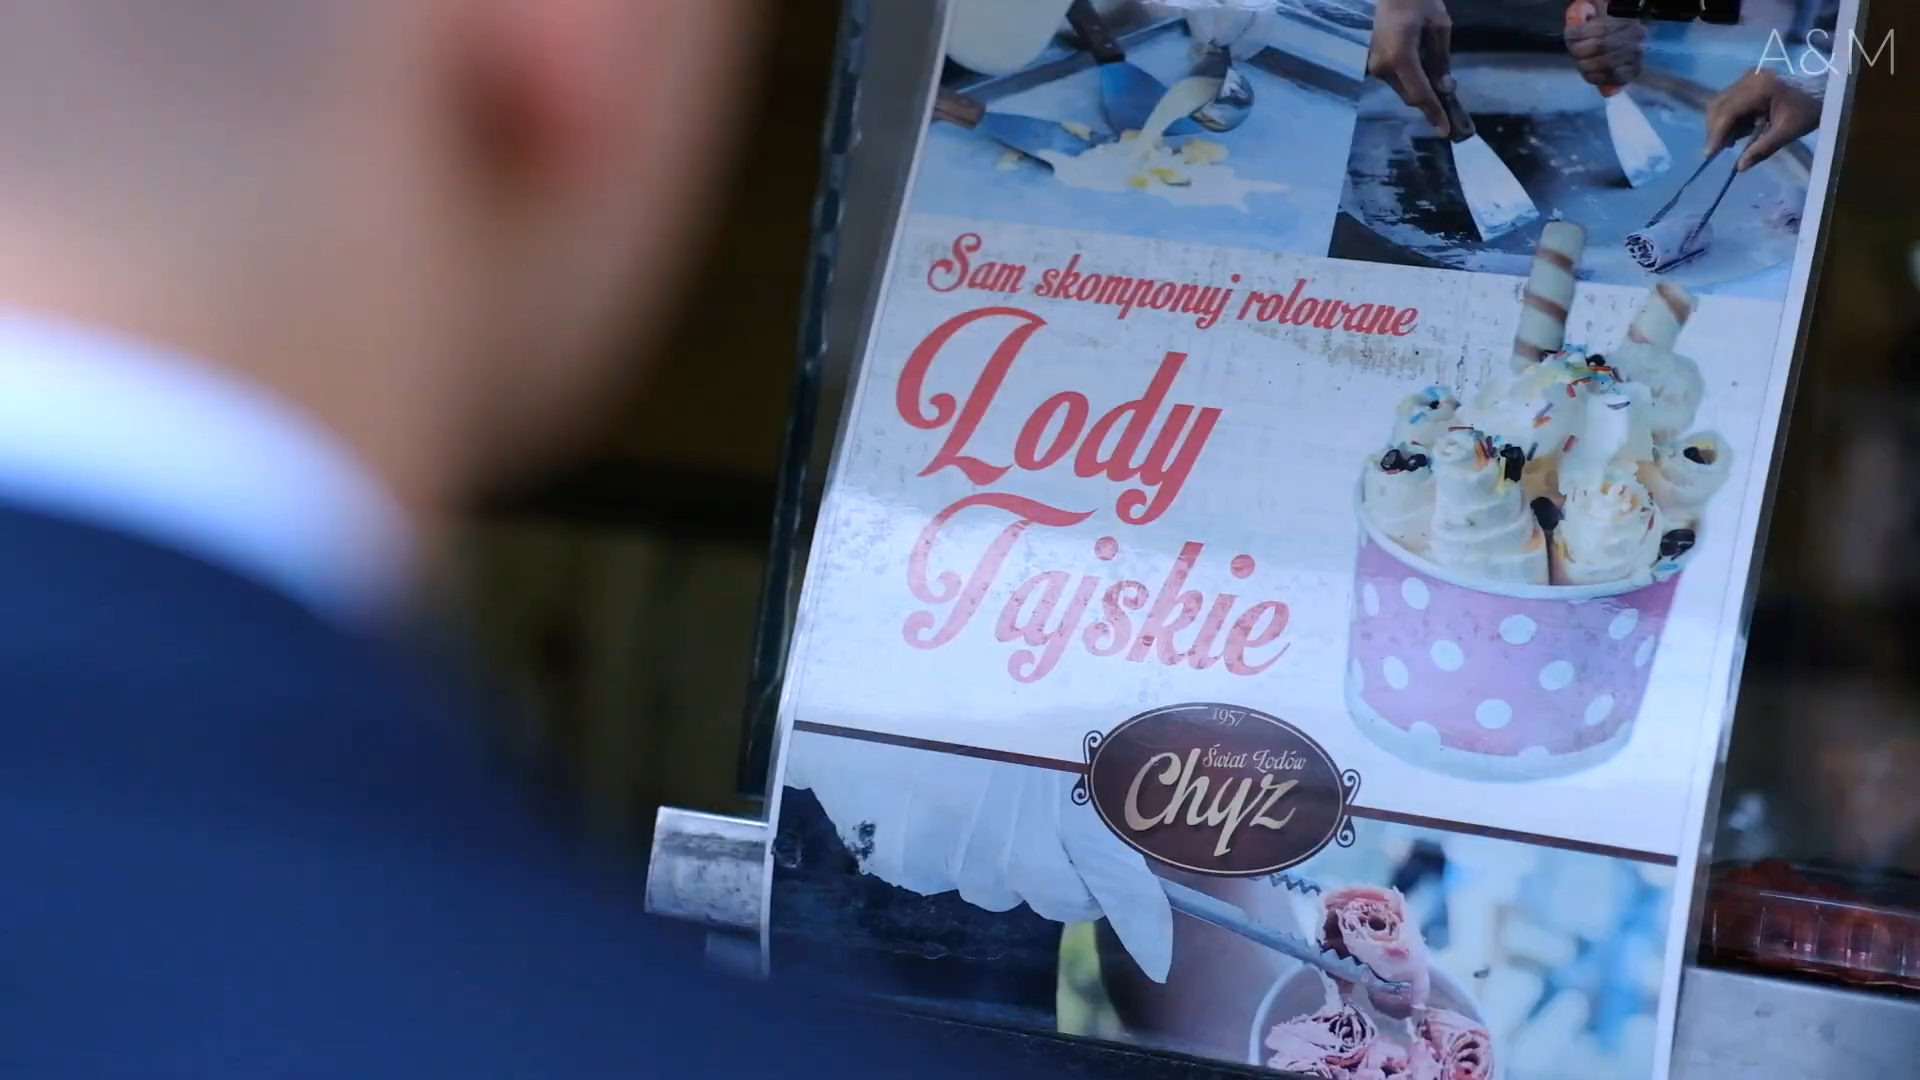 A&M
Sam skomponuj rolowane
Lody
Tajskie
1957
Świat Lodów
Chyz